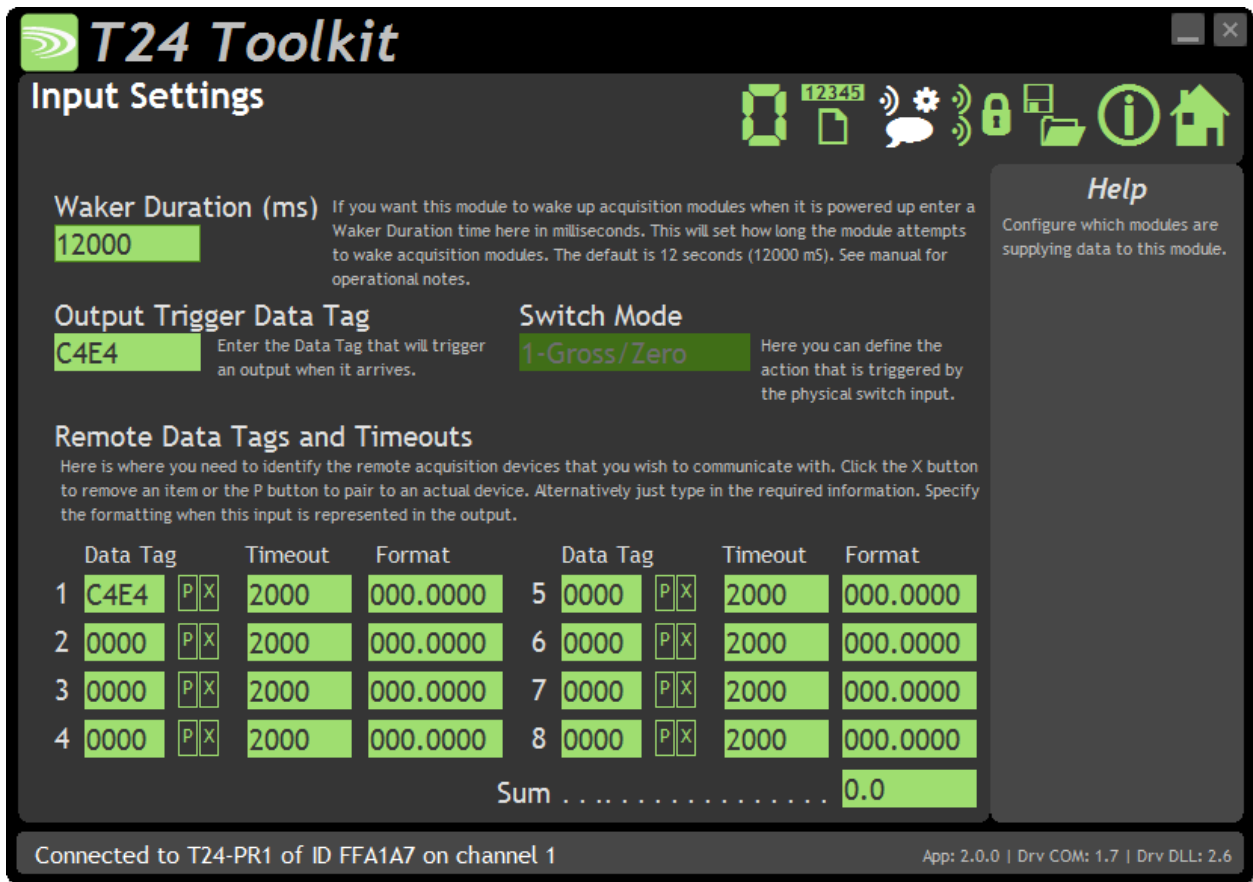 T24 Toolkit
Input Settings
12345
Help
Configure which modules are
supplying data to this module.
Waker Duration (ms)
12000
If you want this module to wake up acquisition modules when it is powered up enter a
Waker Duration time here in milliseconds. This will set how long the module attempts
to wake acquisition modules. The default is 12 seconds (12000 mS). See manual for
operational notes.
Output Trigger Data Tag
C4E4
Enter the Data Tag that will trigger
an output when it arrives.
Switch Mode
1-Gross/Zero
Here you can define the
action that is triggered by
the physical switch input.
Remote Data Tags and Timeouts
Here is where you need to identify the remote acquisition devices that you wish to communicate with. Click the X button
to remove an item or the P button to pair to an actual device. Alternatively just type in the required information. Specify
the formatting when this input is represented in the output.
Data Tag Timeout Format Data Tag Timeout Format
1 C4E4 P X 2000 000.0000 5 0000 P X 2000 000.0000
2 0000 P X 2000 000.0000 6 0000 P X 2000 000.0000
3 0000 P X 2000 000.0000 7 0000 P X 2000 000.0000
4 0000 P X 2000 000.0000 8 0000 P X 2000 000.0000
Sum . . .. . . . . . . . . . . . . . 0.0
Connected to T24-PR1 of ID FFA1A7 on channel 1
App: 2.0.0 | Drv COM: 1.7 | Drv DLL: 2.6